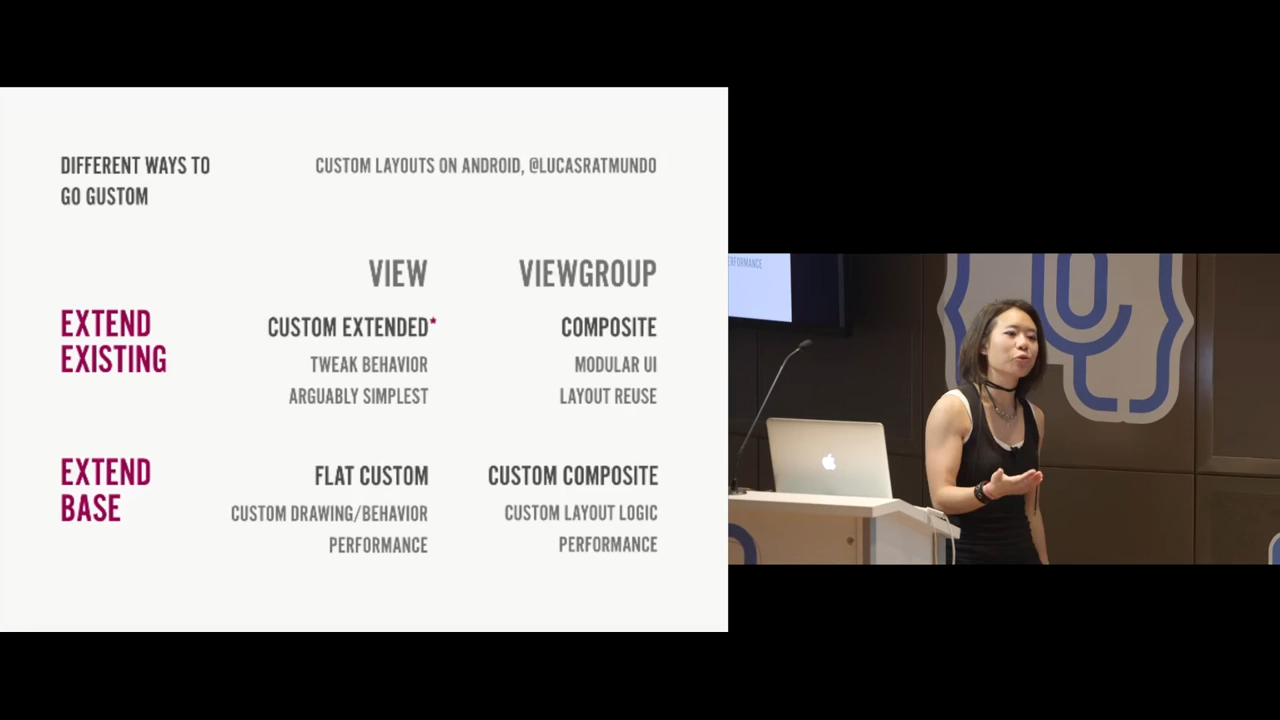 DIFFERENT WAYS TO
GO GUSTOM
CUSTOM LAYOUTS ON ANDROID, @LUCASRATMUNDO
VIEW
VIEWGROUP
EXTEND
EXISTING
CUSTOM EXTENDED*
TWEAK BEHAVIOR
ARGUABLY SIMPLEST
COMPOSITE
MODULAR UI
LAYOUT REUSE
EXTEND
BASE
FLAT CUSTOM
CUSTOM DRAWING/BEHAVIOR
PERFORMANCE
CUSTOM COMPOSITE
CUSTOM LAYOUT LOGIC
PERFORMANCE